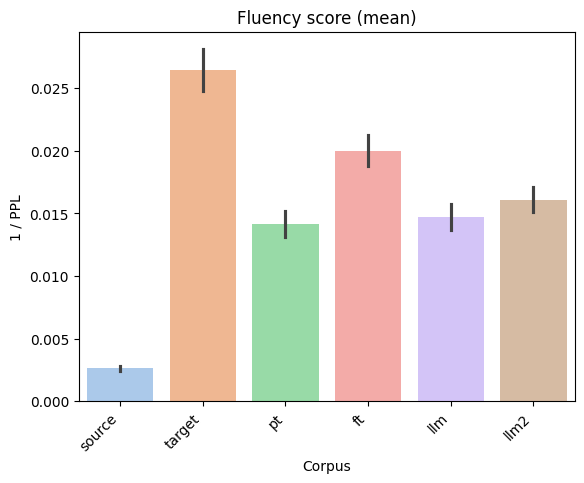 Fluency score (mean)
1 / PPL
0.025
0.020
0.015
0.010
0.005
0.000
source
target
pt
ft
llm
llm2
Corpus